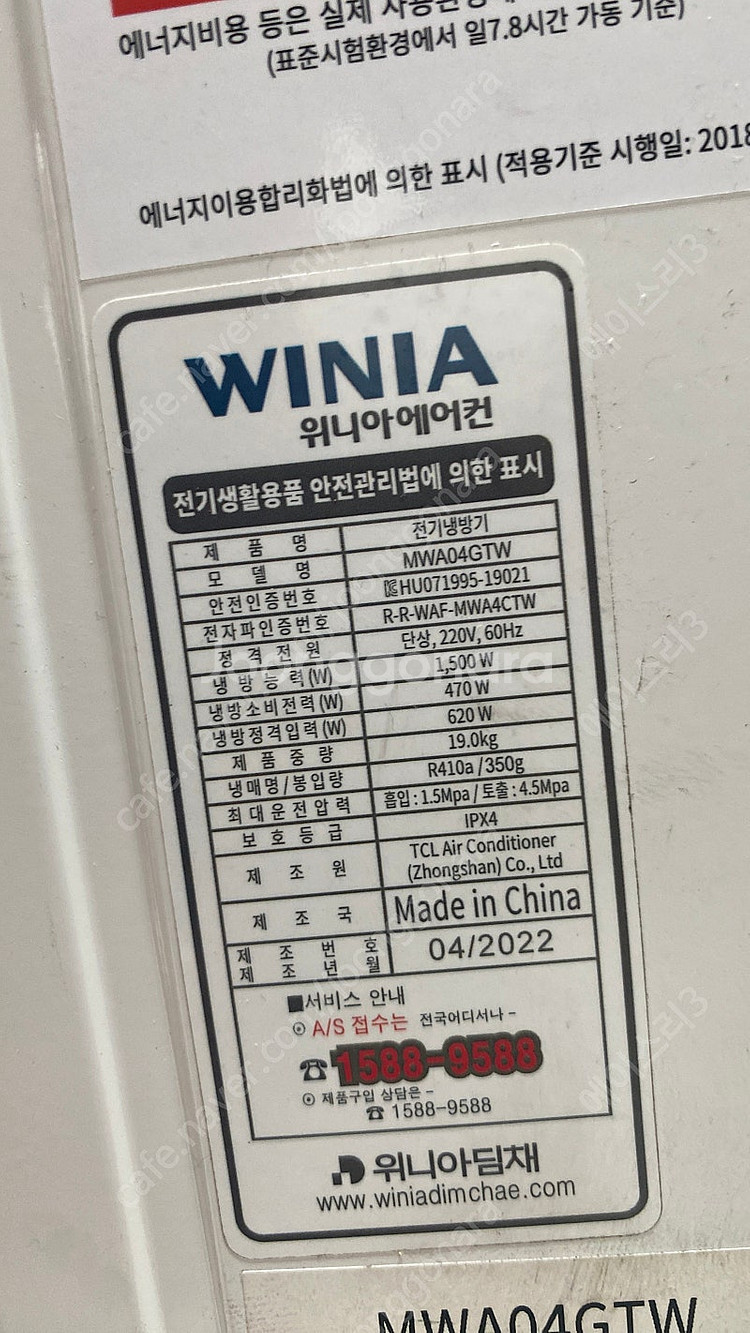 에너지비용 등은 실제
(표준시험환경에서 일7.8시간 가동 기준)
에너지이용합리화법에 의한 표시 (적용기준 시행일: 2018
WINIA
위니아에어컨
전기생활용품 안전관리법에 의한 표시
제 품 명 전기냉방기
모 델 명 MWA04GTW
안전인증번호 HU071995-19021
전자파인증번호 R-R-WAF-MWA4CTW
정 격 전 원 단상, 220V, 60Hz
냉 방 능 력 (W) 1,500 W
냉방소비전력 (W) 470 W
냉방정격입력 (W) 620 W
제 품 중 량 19.0kg
냉매명/봉입량 R410a / 350g
최 대 운 전 압 력 흡입 : 1.5Mpa / 토출 : 4.5Mpa
보 호 등 급 IPX4
제 조 원 TCL Air Conditioner
(Zhongshan) Co., Ltd
제 조 국 Made in China
제 조 번 호
제 조 년 월 04/2022
■서비스 안내
⊙ A/S 접수는 전국어디서나 -
☎1588-9588
⊙ 제품구입 상담은 -
☎ 1588-9588
위니아딤채
www.winiadimchae.com
MWA04GTW